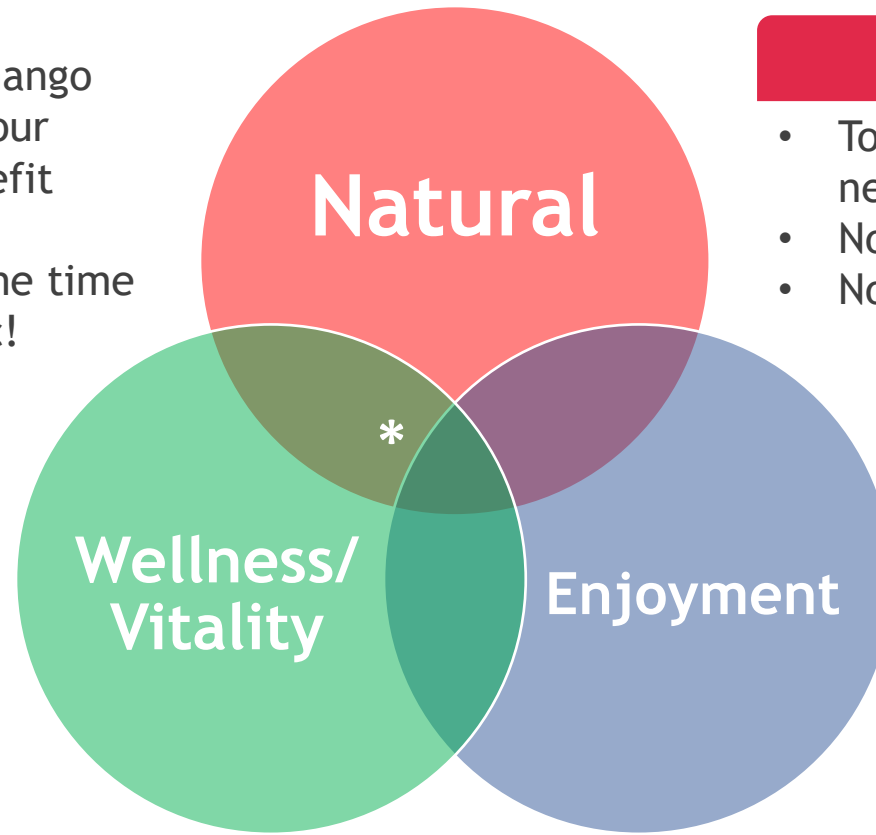 ango
our
efit
ne time
Natural
• To
ne
• No
• No
*
Wellness/
Vitality
Enjoyment